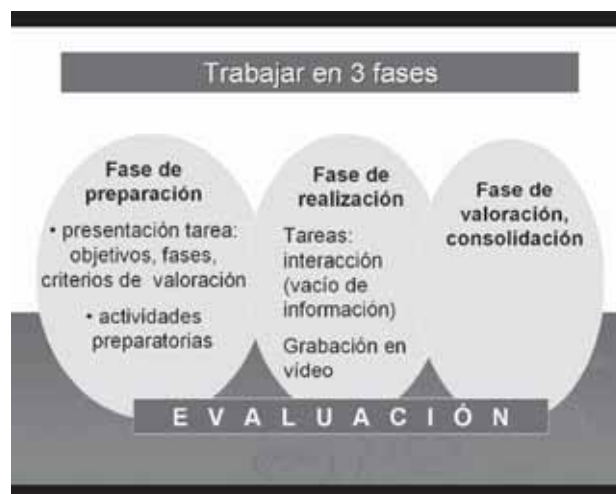 Trabajar en 3 fases
Fase de
preparación
• presentación tarea:
objetivos, fases,
criterios de valoración
• actividades
preparatorias
Fase de
realización
Tareas:
interacción
(vacío de
información)
Grabación en
vídeo
Fase de
valoración,
consolidación
EVALUACIÓN